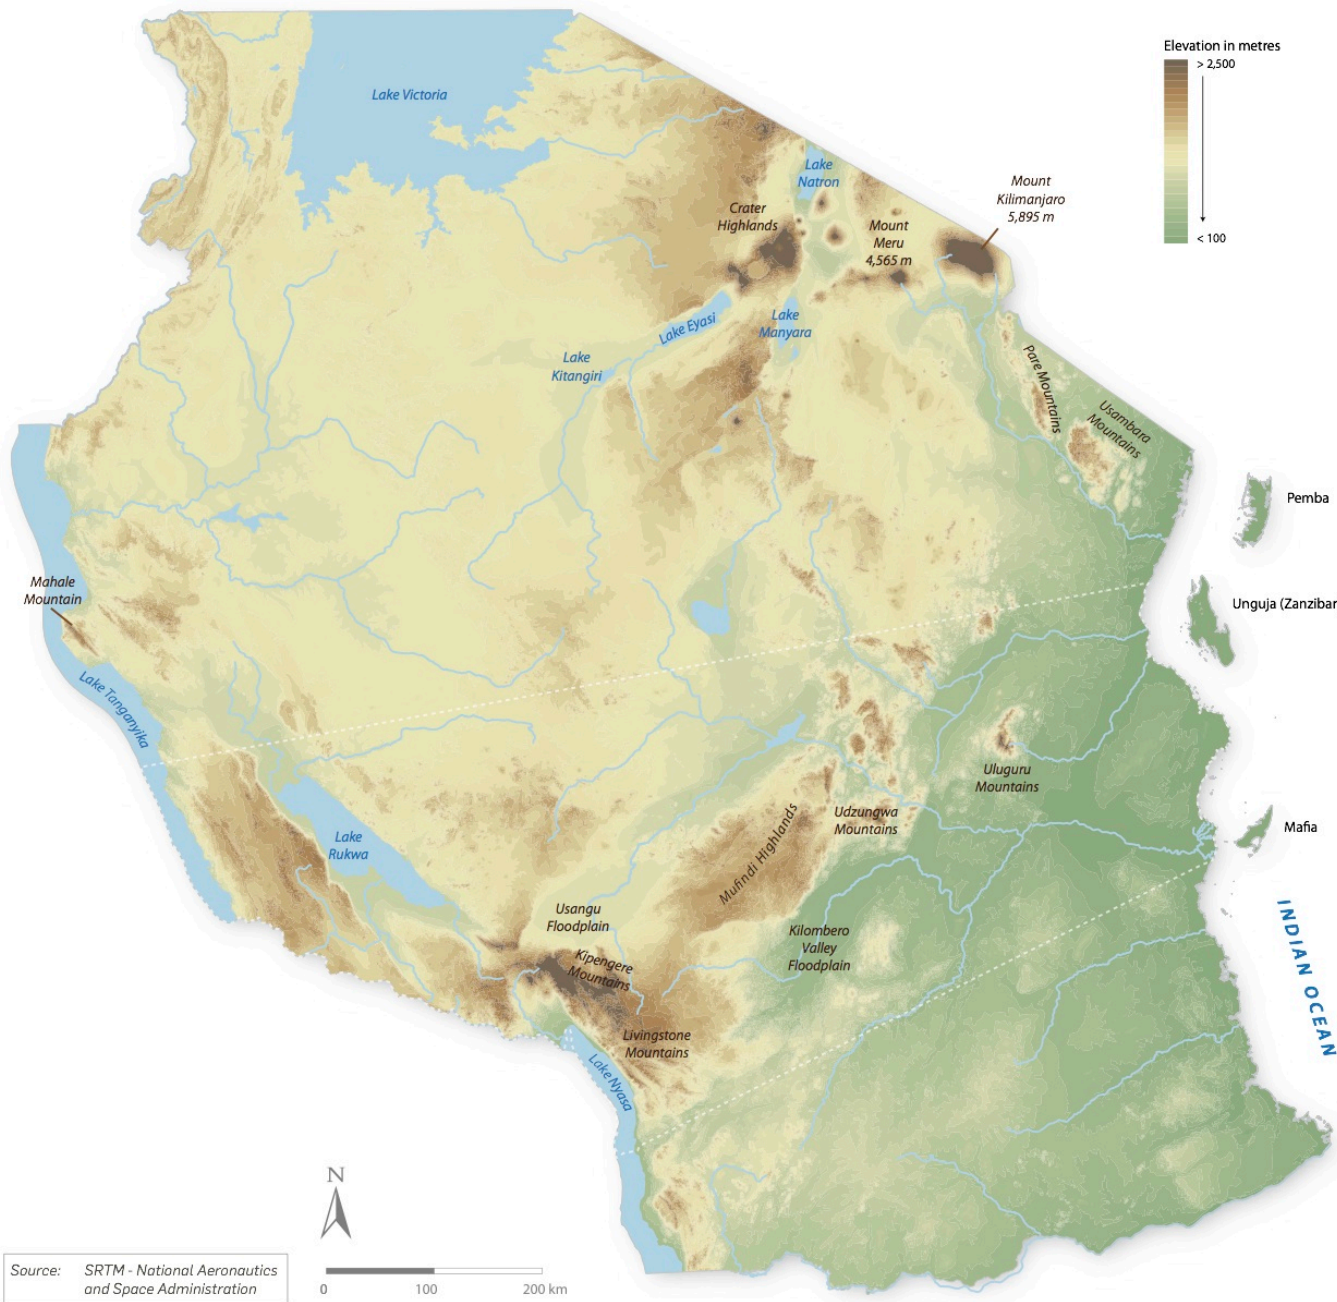 Elevation in metres
> 2,500
< 100
Lake Victoria
Lake
Natron
Mount
Kilimanjaro
5,895 m
Crater
Highlands
Mount
Meru
4,565 m
Lake Eyasi
Lake
Manyara
Lake
Kitangiri
Pare Mountains
Usambara
Mountains
Pemba
Mahale
Mountain
Unguja (Zanzibar
Lake Tanganyika
Uluguru
Mountains
Udzungwa
Mountains
Mafia
Lake
Rukwa
Mufindi Highlands
Usangu
Floodplain
Kilombero
Valley
Floodplain
Kipengere
Mountains
INDIAN OCEAN
Livingstone
Mountains
Lake Nyasa
N
Source: SRTM - National Aeronautics
and Space Administration
0 100 200 km